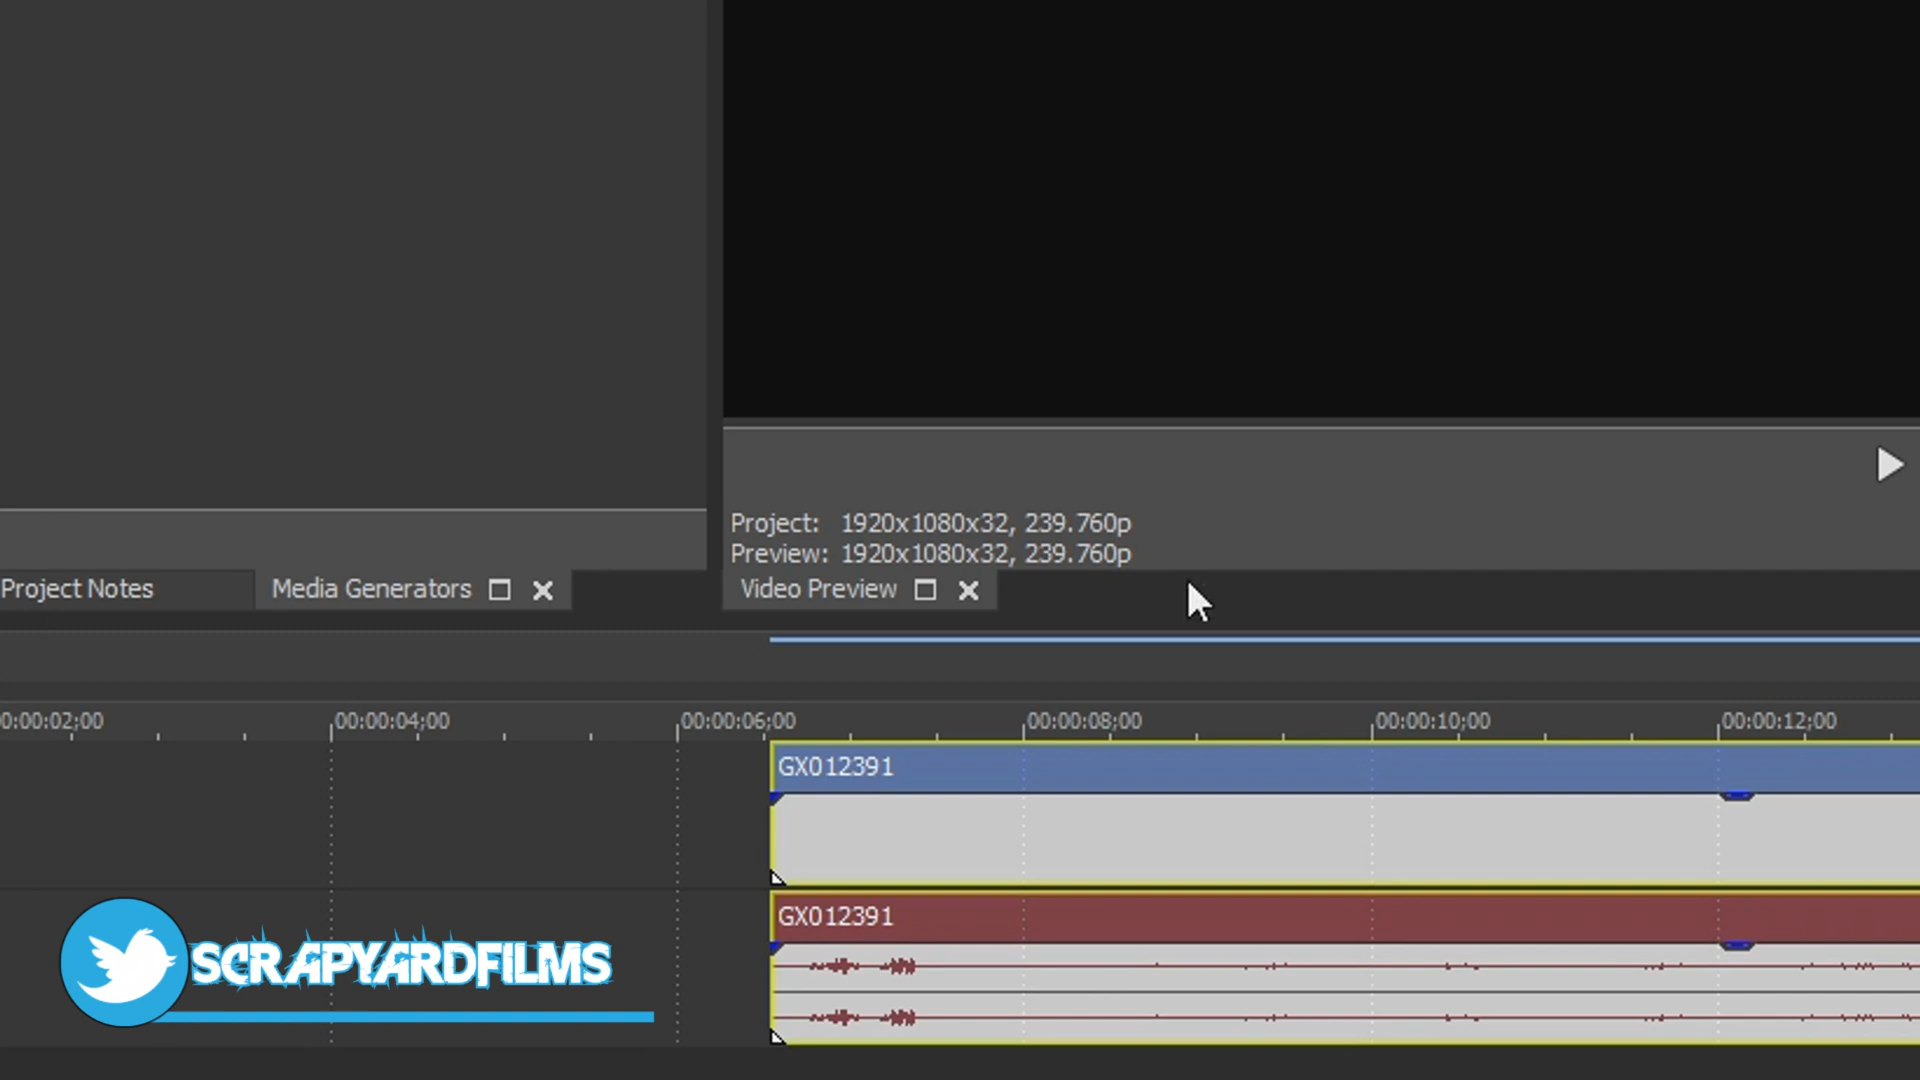 Project: 1920x1080x32, 239.760p
Preview: 1920x1080x32, 239.760p
Project Notes
Media Generators
Video Preview
0:00:02;00
00:00:04;00
00:00:06;00
00:00:08;00
00:00:10;00
00:00:12;00
GX012391
GX012391
SCRAPYARDFILMS